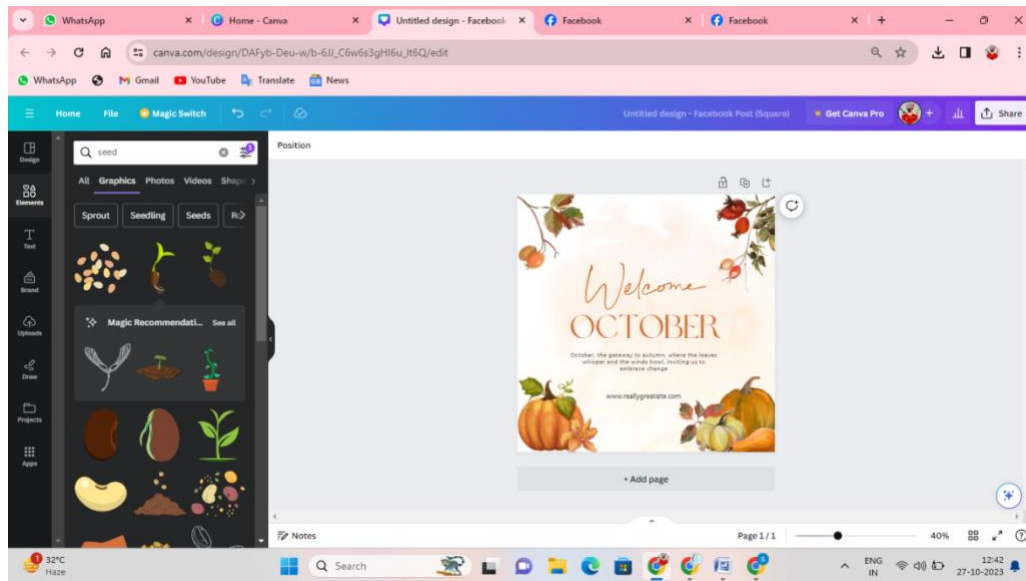 WhatsApp
Home - Canva
Untitled design - Facebook
Facebook
Facebook
canva.com/design/DAFyb-Deu-w/b-6JJ_C6w6s3gHI6u_lt6Q/edit
WhatsApp
Gmail
YouTube
Translate
News
Home
File
Magic Switch
Untitled design - Facebook Post (Square)
Get Canva Pro
Share
Design
Elements
Text
Brand
Uploads
Draw
Projects
Apps
seed
All Graphics Photos Videos Shap
Sprout Seedling Seeds
Magic Recommendati... See all
Position
Welcome
OCTOBER
October, the gateway to autumn, where the leaves
whisper and the winds howl, inviting us to
embrace change
www.reallygreatsite.com
+ Add page
Notes
Page 1 / 1
40%
1
32°C
Haze
Search
ENG
IN
12:42
27-10-2023